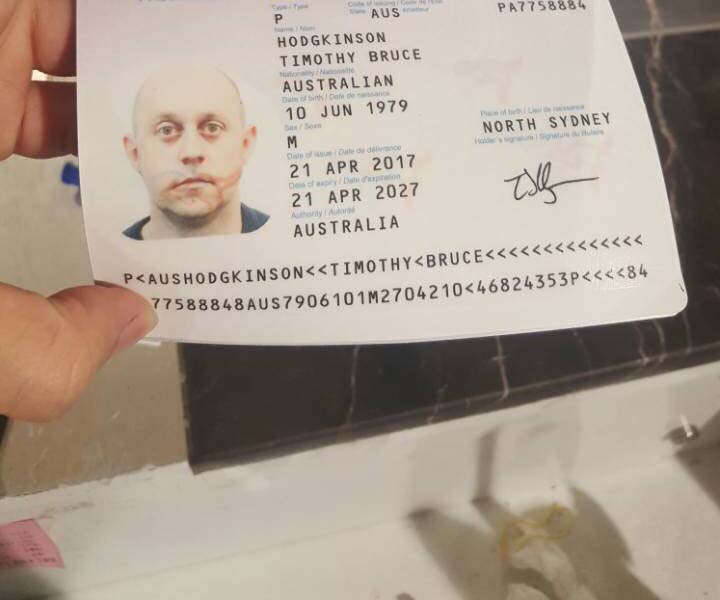 Type / Type Code of issuing State / Code de l'État émetteur
P AUS PA7758884
Name / Nom
HODGKINSON
TIMOTHY BRUCE
Nationality / Nationalité
AUSTRALIAN
Date of birth / Date de naissance
10 JUN 1979
Sex / Sexe Place of birth / Lieu de naissance
M NORTH SYDNEY
Date of issue / Date de délivrance Holder's signature / Signature du titulaire
21 APR 2017
Date of expiry / Date d'expiration
21 APR 2027
Authority / Autorité
AUSTRALIA
P<AUSHODGKINSON<<TIMOTHY<BRUCE<<<<<<<<<<<<<<
77588848AUS7906101M2704210<46824353P<<<<84